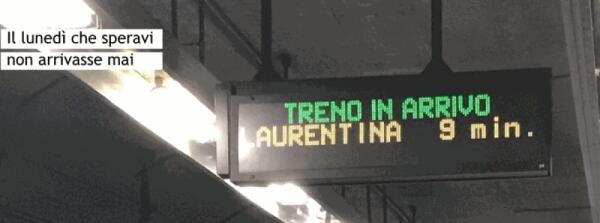 Il lunedì che speravi
non arrivasse mai
TRENO IN ARRIVO
AURENTINA 9 min.